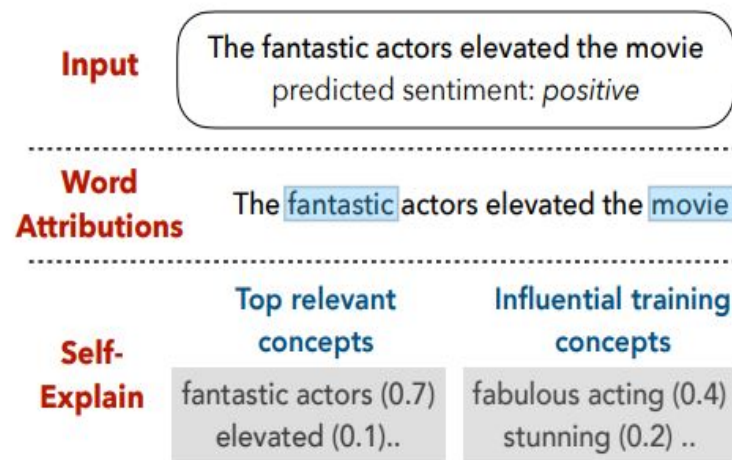 Input
The fantastic actors elevated the movie
predicted sentiment: positive
Word
Attributions
The fantastic actors elevated the movie
Self-
Explain
Top relevant
concepts
fantastic actors (0.7)
elevated (0.1)..
Influential training
concepts
fabulous acting (0.4)
stunning (0.2) ..